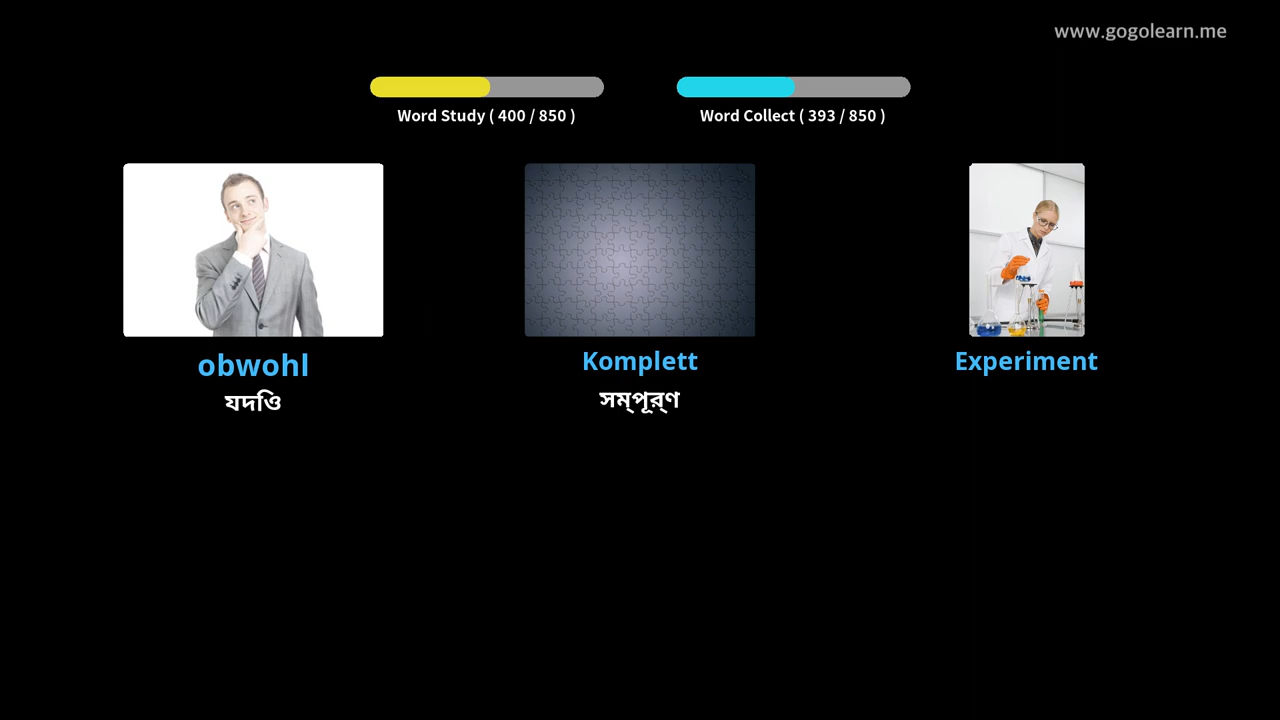 www.gogolearn.me
Word Study ( 400 / 850 )
Word Collect ( 393 / 850 )
obwohl
যদিও
Komplett
সম্পূর্ণ
Experiment